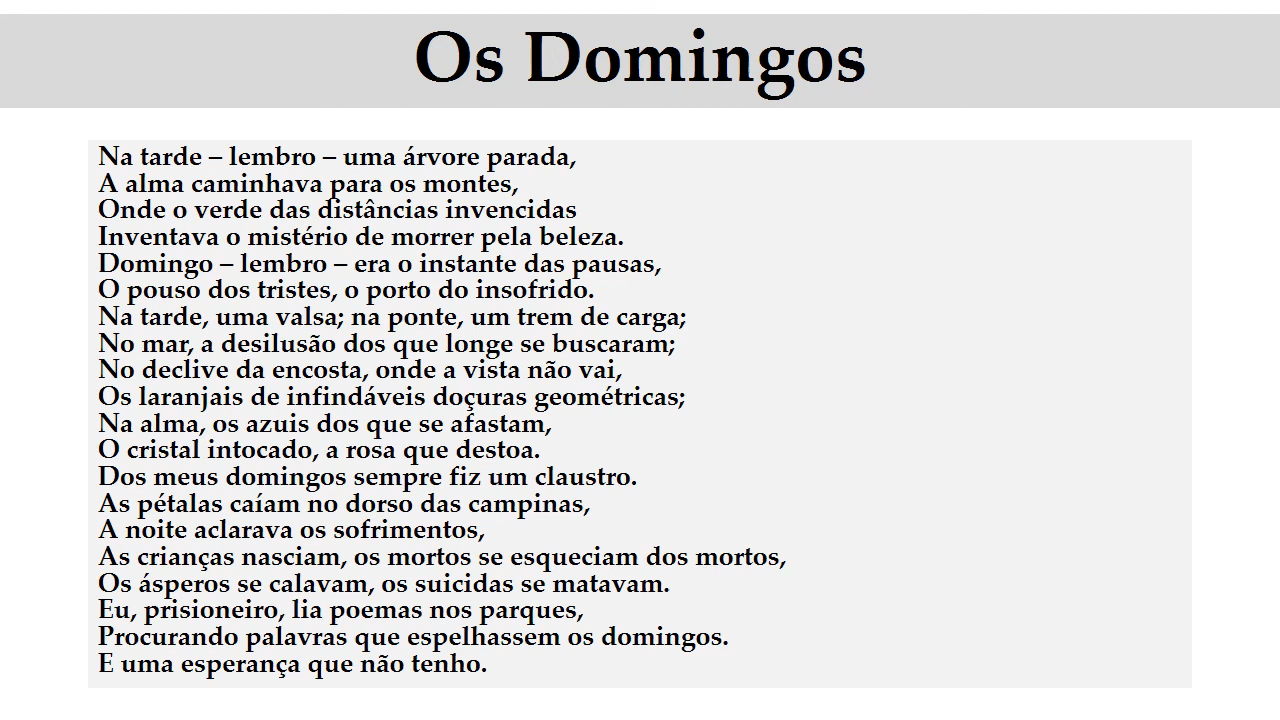 Os Domingos
Na tarde – lembro – uma árvore parada,
A alma caminhava para os montes,
Onde o verde das distâncias invencidas
Inventava o mistério de morrer pela beleza.
Domingo – lembro – era o instante das pausas,
O pouso dos tristes, o porto do insofrido.
Na tarde, uma valsa; na ponte, um trem de carga;
No mar, a desilusão dos que longe se buscaram;
No declive da encosta, onde a vista não vai,
Os laranjais de infindáveis doçuras geométricas;
Na alma, os azuis dos que se afastam,
O cristal intocado, a rosa que destoa.
Dos meus domingos sempre fiz um claustro.
As pétalas caíam no dorso das campinas,
A noite aclarava os sofrimentos,
As crianças nasciam, os mortos se esqueciam dos mortos,
Os ásperos se calavam, os suicidas se matavam.
Eu, prisioneiro, lia poemas nos parques,
Procurando palavras que espelhassem os domingos.
E uma esperança que não tenho.